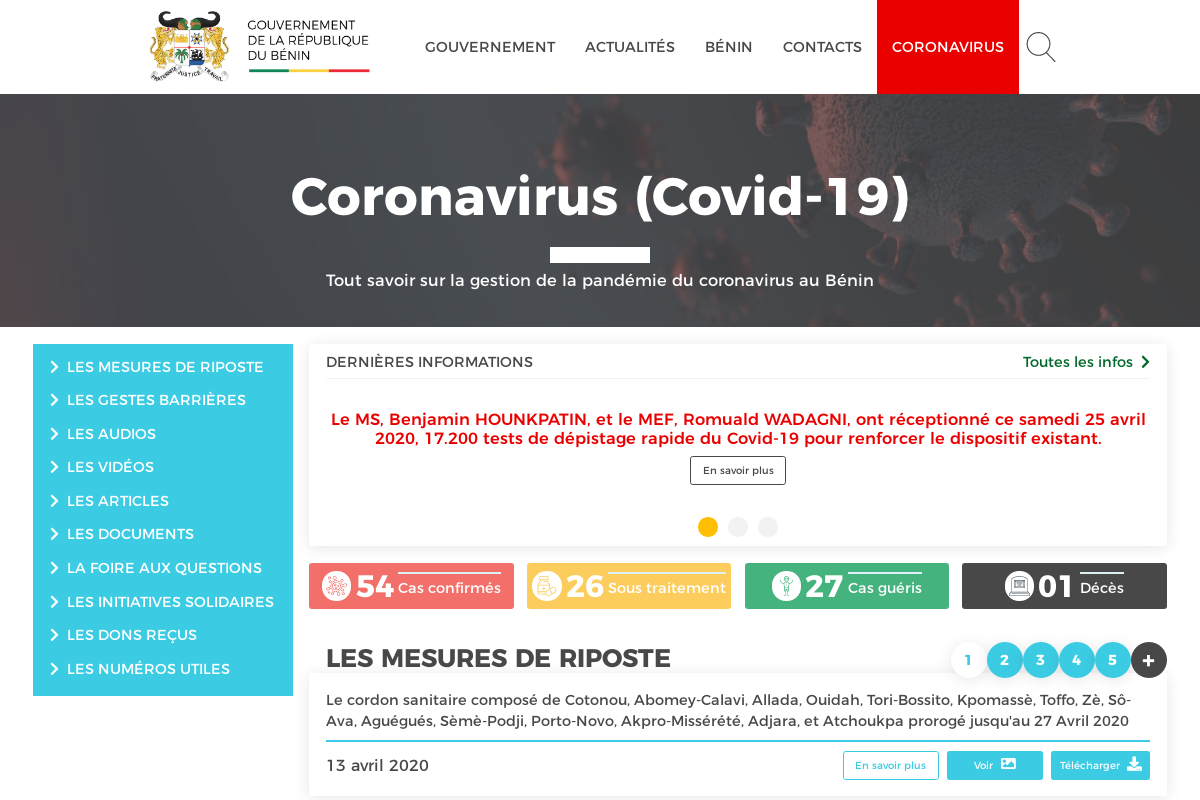 FRATERNITÉ JUSTICE TRAVAIL
GOUVERNEMENT
DE LA RÉPUBLIQUE
DU BÉNIN
GOUVERNEMENT
ACTUALITÉS
BÉNIN
CONTACTS
CORONAVIRUS
Coronavirus (Covid-19)
Tout savoir sur la gestion de la pandémie du coronavirus au Bénin
LES MESURES DE RIPOSTE
LES GESTES BARRIÈRES
LES AUDIOS
LES VIDÉOS
LES ARTICLES
LES DOCUMENTS
LA FOIRE AUX QUESTIONS
LES INITIATIVES SOLIDAIRES
LES DONS REÇUS
LES NUMÉROS UTILES
DERNIÈRES INFORMATIONS
Toutes les infos
Le MS, Benjamin HOUNKPATIN, et le MEF, Romuald WADAGNI, ont réceptionné ce samedi 25 avril
2020, 17.200 tests de dépistage rapide du Covid-19 pour renforcer le dispositif existant.
En savoir plus
54 Cas confirmés
26 Sous traitement
27 Cas guéris
01 Décès
LES MESURES DE RIPOSTE
1 2 3 4 5 +
Le cordon sanitaire composé de Cotonou, Abomey-Calavi, Allada, Ouidah, Tori-Bossito, Kpomassè, Toffo, Zè, Sô-
Ava, Aguégués, Sèmè-Podji, Porto-Novo, Akpro-Missérété, Adjara, et Atchoukpa prorogé jusqu'au 27 Avril 2020
13 avril 2020
En savoir plus
Voir
Télécharger